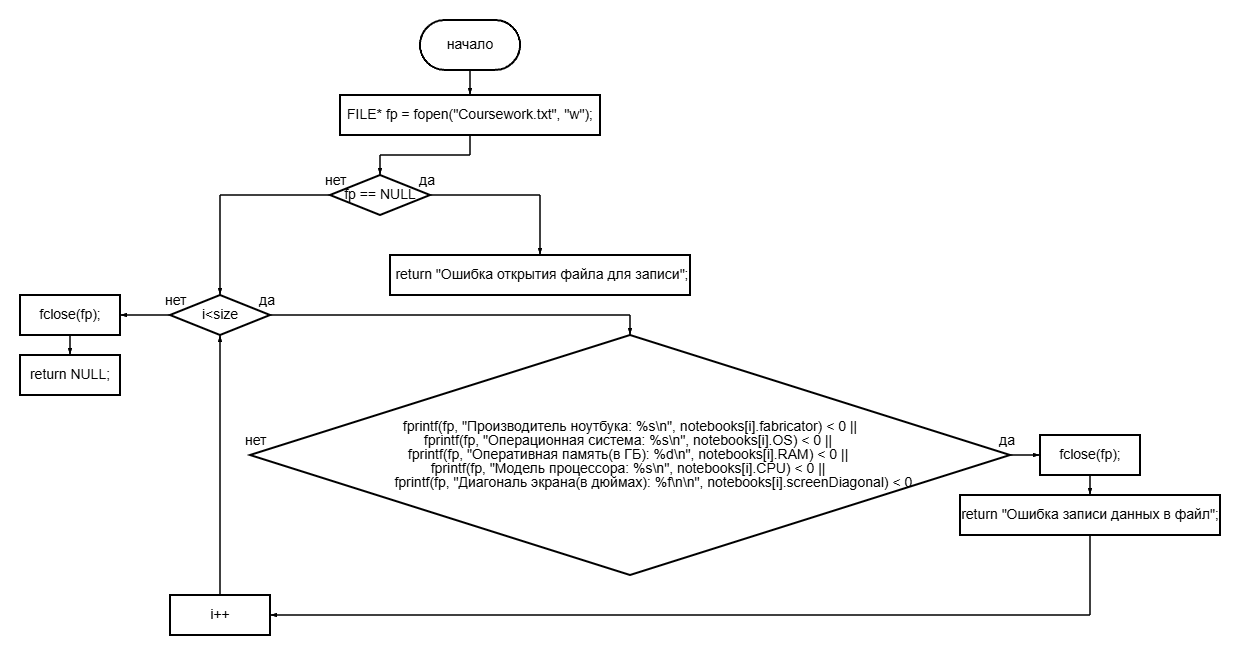 начало
FILE* fp = fopen("Coursework.txt", "w");
нет
да
fp == NULL
return "Ошибка открытия файла для записи";
нет
да
i<size
fclose(fp);
return NULL;
fprintf(fp, "Производитель ноутбука: %s\n", notebooks[i].fabricator) < 0 ||
fprintf(fp, "Операционная система: %s\n", notebooks[i].OS) < 0 ||
fprintf(fp, "Оперативная память(в ГБ): %d\n", notebooks[i].RAM) < 0 ||
fprintf(fp, "Модель процессора: %s\n", notebooks[i].CPU) < 0 ||
fprintf(fp, "Диагональ экрана(в дюймах): %f\n\n", notebooks[i].screenDiagonal) < 0
нет
да
fclose(fp);
return "Ошибка записи данных в файл";
i++